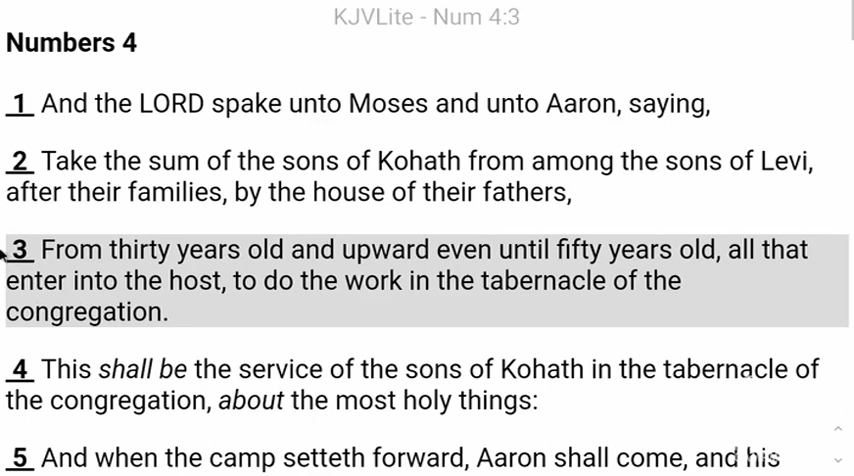 KJVLite - Num 4:3
Numbers 4
1 And the LORD spake unto Moses and unto Aaron, saying,
2 Take the sum of the sons of Kohath from among the sons of Levi,
after their families, by the house of their fathers,
3 From thirty years old and upward even until fifty years old, all that
enter into the host, to do the work in the tabernacle of the
congregation.
4 This shall be the service of the sons of Kohath in the tabernacle of
the congregation, about the most holy things:
5 And when the camp setteth forward, Aaron shall come, and his